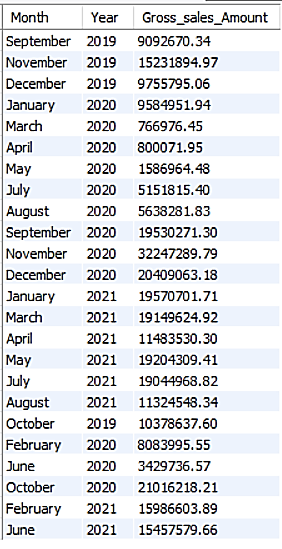 Month Year Gross_sales_Amount
September 2019 9092670.34
November 2019 15231894.97
December 2019 9755795.06
January 2020 9584951.94
March 2020 766976.45
April 2020 800071.95
May 2020 1586964.48
July 2020 5151815.40
August 2020 5638281.83
September 2020 19530271.30
November 2020 32247289.79
December 2020 20409063.18
January 2021 19570701.71
March 2021 19149624.92
April 2021 11483530.30
May 2021 19204309.41
July 2021 19044968.82
August 2021 11324548.34
October 2019 10378637.60
February 2020 8083995.55
June 2020 3429736.57
October 2020 21016218.21
February 2021 15986603.89
June 2021 15457579.66